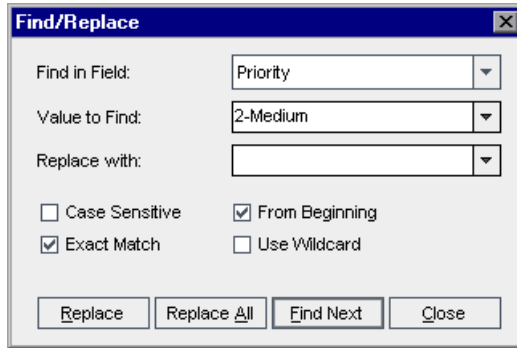 Find/Replace
Find in Field: Priority
Value to Find: 2-Medium
Replace with:
Case Sensitive From Beginning
Exact Match Use Wildcard
Replace Replace All Find Next Close